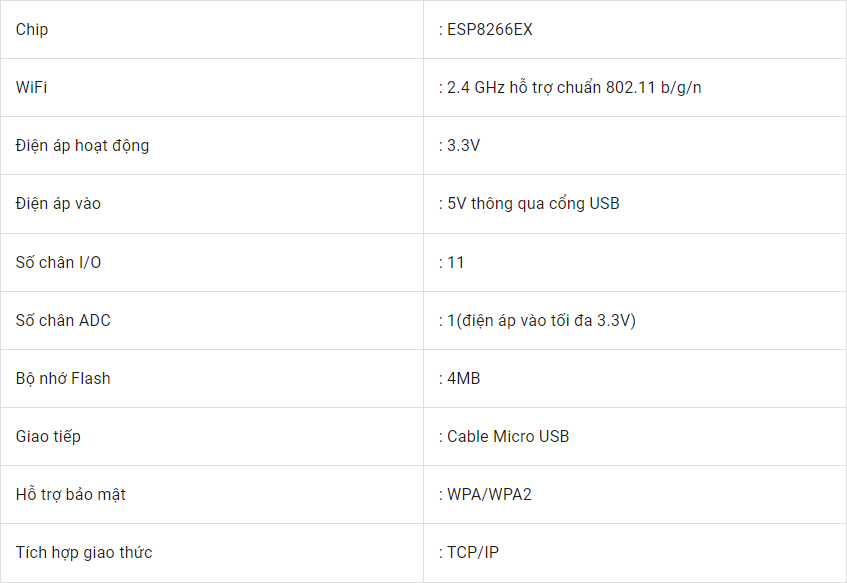 Chip : ESP8266EX
WiFi : 2.4 GHz hỗ trợ chuẩn 802.11 b/g/n
Điện áp hoạt động : 3.3V
Điện áp vào : 5V thông qua cổng USB
Số chân I/O : 11
Số chân ADC : 1(điện áp vào tối đa 3.3V)
Bộ nhớ Flash : 4MB
Giao tiếp : Cable Micro USB
Hỗ trợ bảo mật : WPA/WPA2
Tích hợp giao thức : TCP/IP